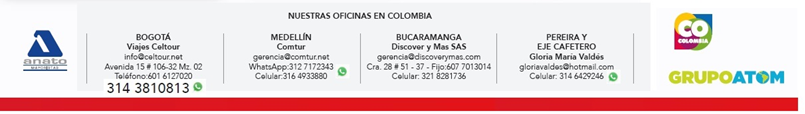 NUESTRAS OFICINAS EN COLOMBIA
anato
BOGOTÁ
Viajes Celtour
info@celtour.net
Avenida 15 # 106-32 Mz. 02
Teléfono:601 6127020
314 3810813
MEDELLÍN
Comtur
gerencia@comtur.net
WhatsApp:312 7172343
Celular:316 4933880
BUCARAMANGA
Discover y Mas SAS
gerencia@discoverymas.com
Cra. 28 # 51 - 37 - Fijo:607 7013014
Celular: 321 8281736
PEREIRA Y
EJE CAFETERO
Gloria María Valdés
gloriavaldes@hotmail.com
Celular: 314 6429246
CO
COLOMBIA
GRUPOATOM